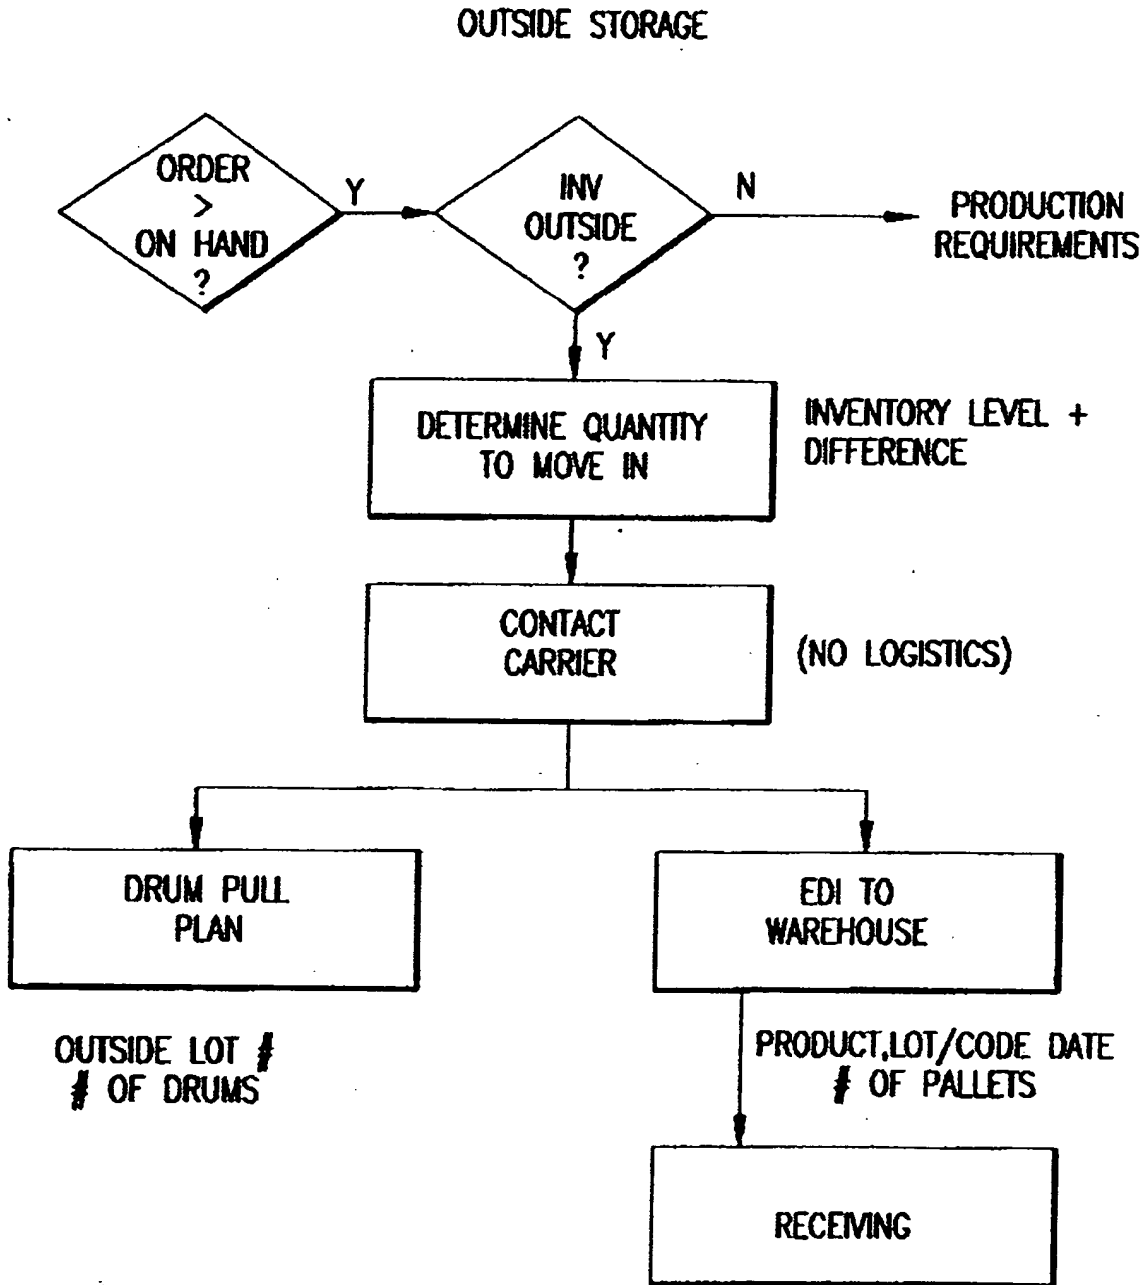 OUTSIDE STORAGE
ORDER
>
ON HAND
?
Y
INV
OUTSIDE
?
N
PRODUCTION
REQUIREMENTS
Y
DETERMINE QUANTITY
TO MOVE IN
INVENTORY LEVEL +
DIFFERENCE
CONTACT
CARRIER
(NO LOGISTICS)
DRUM PULL
PLAN
EDI TO
WAREHOUSE
OUTSIDE LOT #
# OF DRUMS
PRODUCT,LOT/CODE DATE
# OF PALLETS
RECEIVING